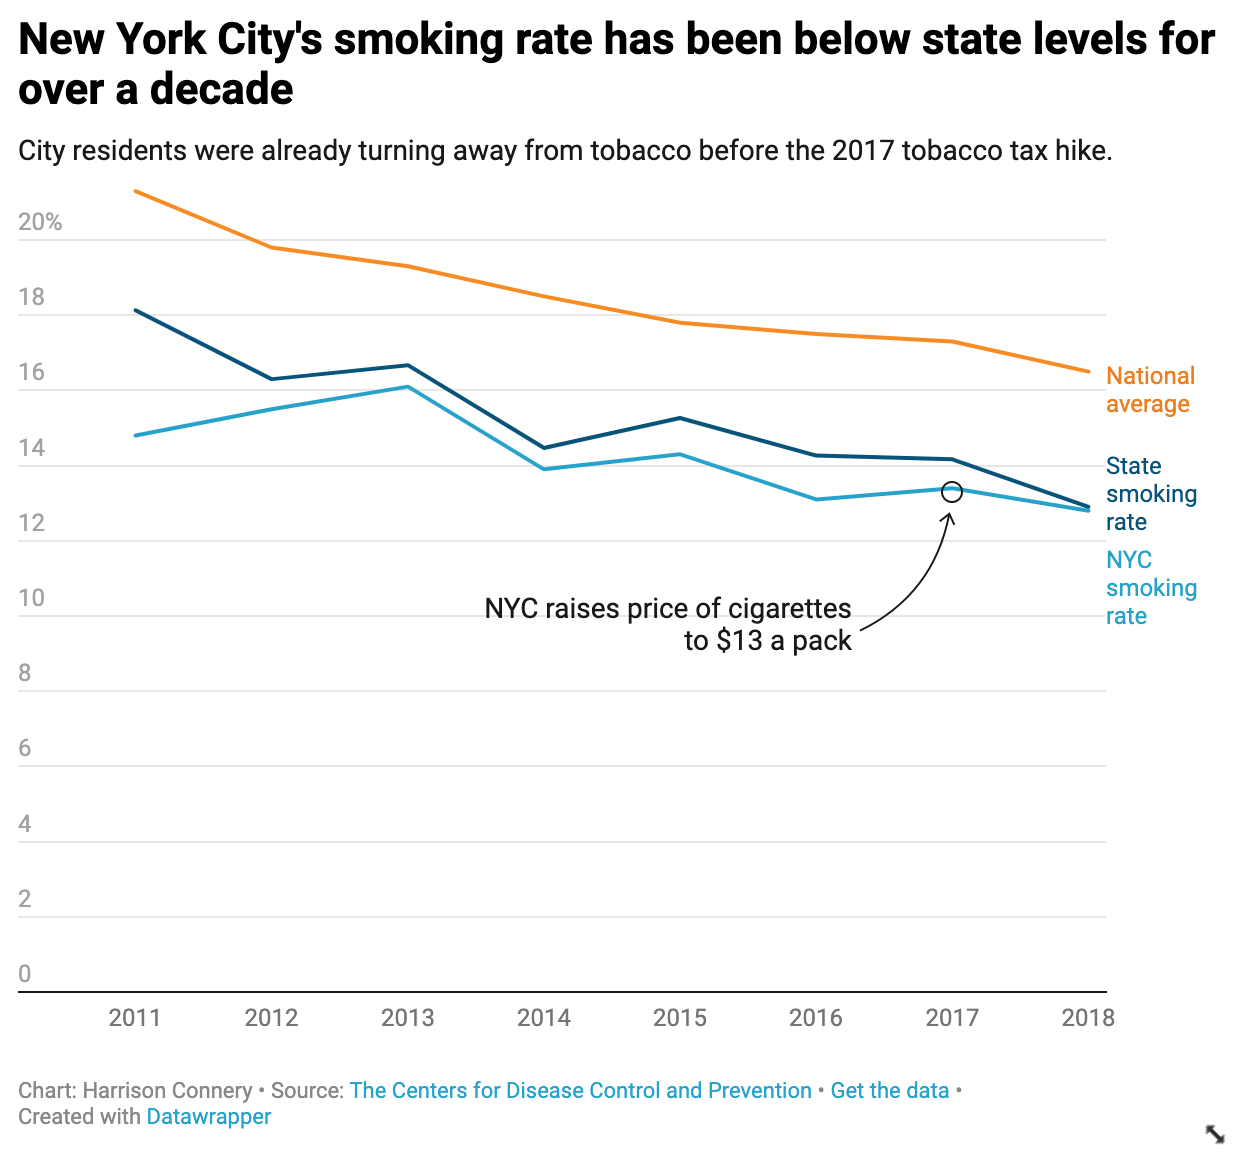 New York City's smoking rate has been below state levels for
over a decade
City residents were already turning away from tobacco before the 2017 tobacco tax hike.
20%
18
16
14
12
10
8
6
4
2
0
National
average
State
smoking
rate
NYC
smoking
rate
NYC raises price of cigarettes
to $13 a pack
2011 2012 2013 2014 2015 2016 2017 2018
Chart: Harrison Connery • Source: The Centers for Disease Control and Prevention • Get the data •
Created with Datawrapper